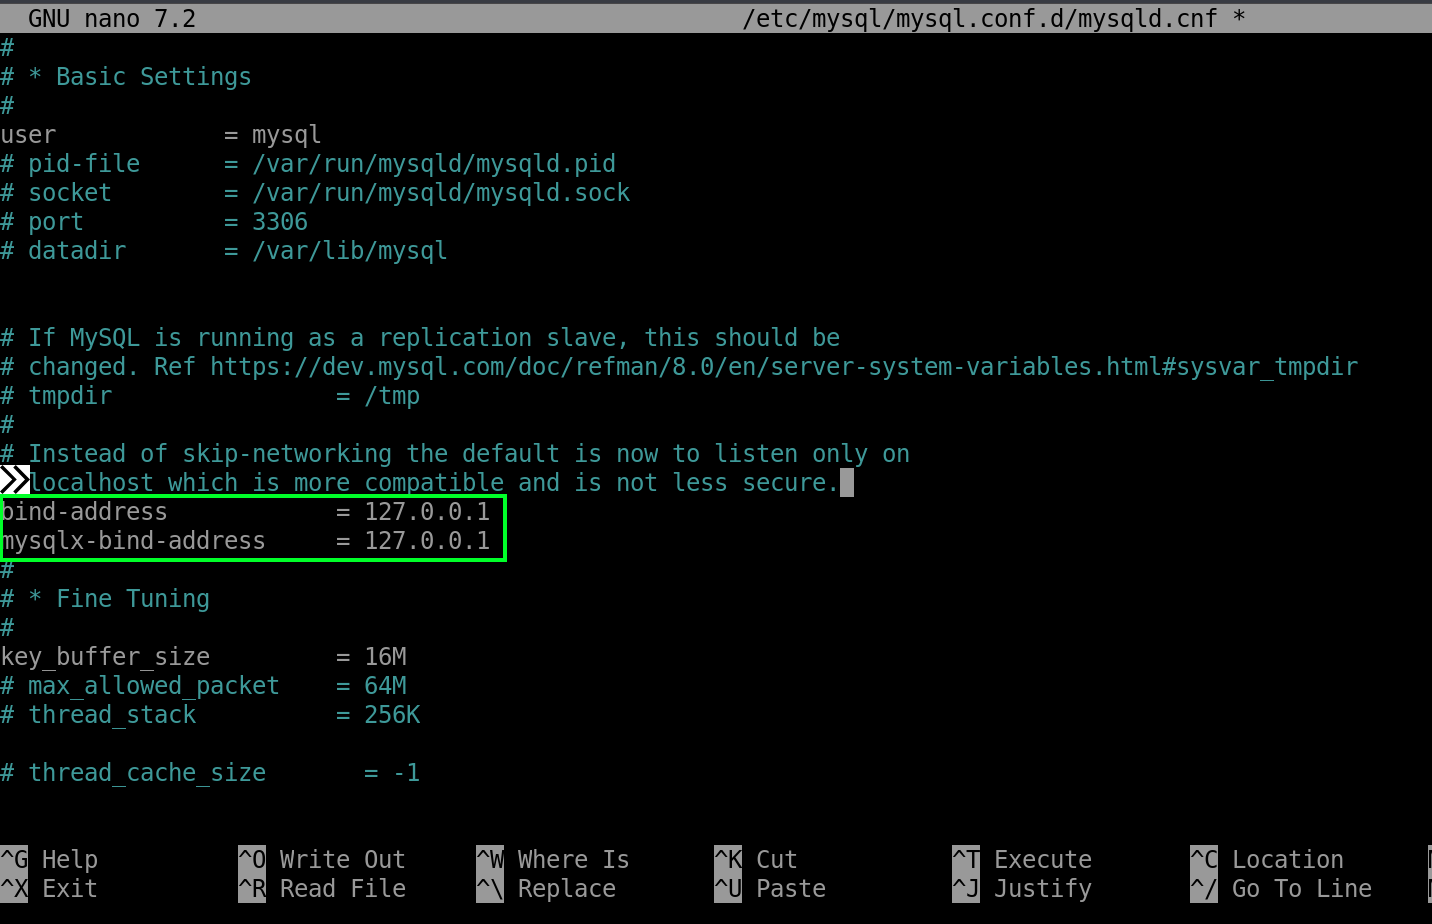 GNU nano 7.2 /etc/mysql/mysql.conf.d/mysqld.cnf *
#
# * Basic Settings
#
user            = mysql
# pid-file      = /var/run/mysqld/mysqld.pid
# socket        = /var/run/mysqld/mysqld.sock
# port          = 3306
# datadir       = /var/lib/mysql
# If MySQL is running as a replication slave, this should be
# changed. Ref https://dev.mysql.com/doc/refman/8.0/en/server-system-variables.html#sysvar_tmpdir
# tmpdir                = /tmp
#
# Instead of skip-networking the default is now to listen only on
localhost which is more compatible and is not less secure.
bind-address            = 127.0.0.1
mysqlx-bind-address     = 127.0.0.1
#
# * Fine Tuning
#
key_buffer_size         = 16M
# max_allowed_packet    = 64M
# thread_stack          = 256K
# thread_cache_size       = -1
^G Help ^O Write Out ^W Where Is ^K Cut ^T Execute ^C Location
^X Exit ^R Read File ^\ Replace ^U Paste ^J Justify ^/ Go To Line